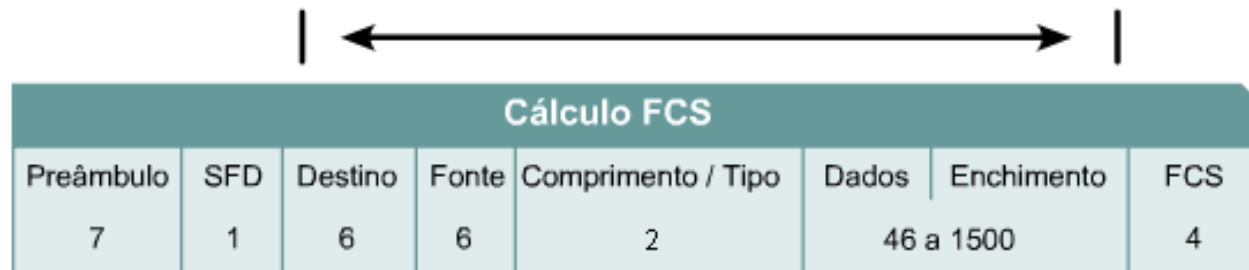 Cálculo FCS
Preâmbulo SFD Destino Fonte Comprimento / Tipo Dados Enchimento FCS
7 1 6 6 2 46 a 1500 4